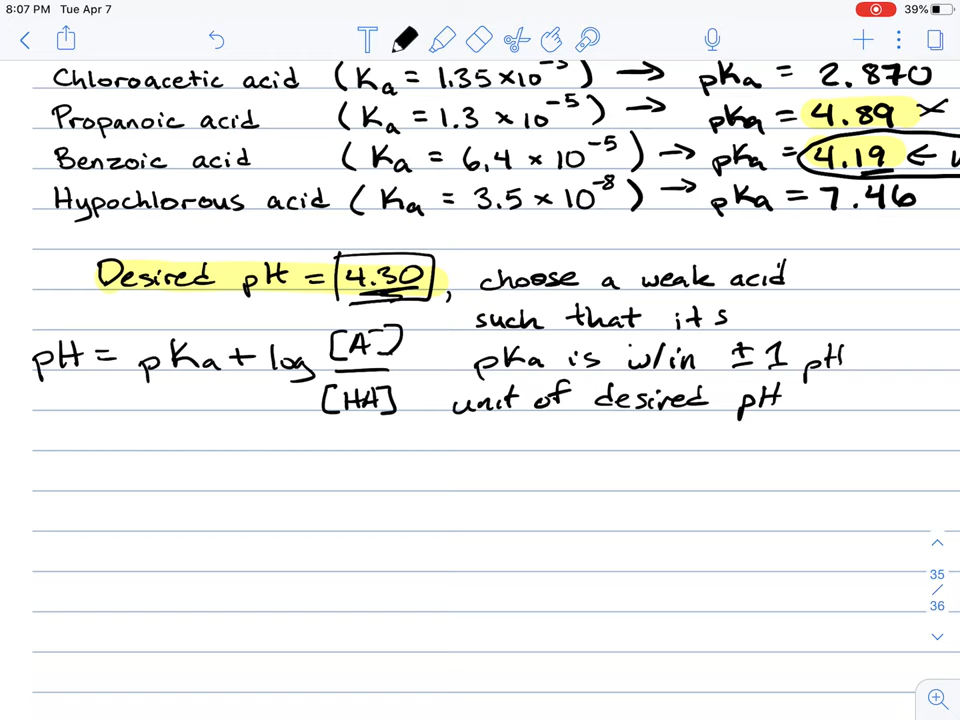 8:07 PM Tue Apr 7 39%
T
Chloroacetic acid (Ka = 1.35 ×10⁻³) → pKa = 2.870
Propanoic acid (Ka = 1.3 ×10⁻⁵) → pKa = 4.89 ×
Benzoic acid (Ka = 6.4 × 10⁻⁵) → pKa = 4.19 ←
Hypochlorous acid (Ka = 3.5 × 10⁻⁸) → pKa = 7.46
Desired pH = 4.30, choose a weak acid
such that its
pH = pKa + log [A⁻]/[HA] pKa is w/in ± 1 pH
unit of desired pH
35
/
36